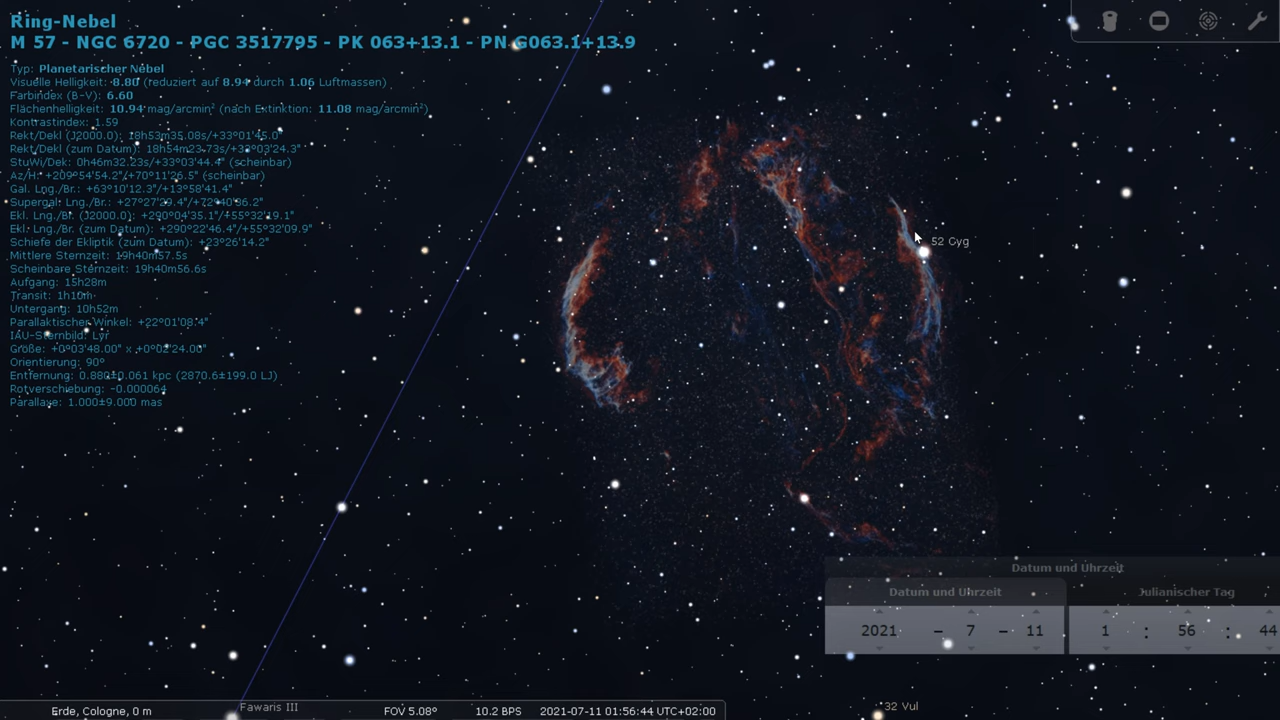 Ring-Nebel
M 57 - NGC 6720 - PGC 3517795 - PK 063+13.1 - PN G063.1+13.9
Typ: Planetarischer Nebel
Visuelle Helligkeit: 8.80 (reduziert auf 8.94 durch 1.06 Luftmassen)
Farbindex (B-V): 6.60
Flächenhelligkeit: 10.94 mag/arcmin² (nach Extinktion: 11.08 mag/arcmin²)
Kontrastindex: 1.59
Rekt/Dekl (J2000.0): 18h53m35.08s/+33°01'45.0"
Rekt/Dekl (zum Datum): 18h54m23.73s/+33°03'24.3"
StuWi/Dek: 0h46m32.23s/+33°03'44.4" (scheinbar)
Az/H: +209°54'54.2"/+70°11'26.5" (scheinbar)
Gal. Lng./Br.: +63°10'12.3"/+13°58'41.4"
Supergal. Lng./Br.: +27°27'29.4"/+72°40'36.2"
Ekl. Lng./Br. (J2000.0): +290°04'35.1"/+55°32'19.1"
Ekl. Lng./Br. (zum Datum): +290°22'46.4"/+55°32'09.9"
Schiefe der Ekliptik (zum Datum): +23°26'14.2"
Mittlere Sternzeit: 19h40m57.5s
Scheinbare Sternzeit: 19h40m56.6s
Aufgang: 15h28m
Transit: 1h10m
Untergang: 10h52m
Parallaktischer Winkel: +22°01'08.4"
IAU-Sternbild: Lyr
Größe: +0°03'48.00" x +0°02'24.00"
Orientierung: 90°
Entfernung: 0.880±0.061 kpc (2870.6±199.0 LJ)
Rotverschiebung: -0.000064
Parallaxe: 1.000±9.000 mas
52 Cyg
Datum und Uhrzeit
Datum und Uhrzeit
Julianischer Tag
2021 - 7 - 11 1 : 56 : 44
Fawaris III
32 Vul
Erde, Cologne, 0 m FOV 5.08° 10.2 BPS 2021-07-11 01:56:44 UTC+02:00